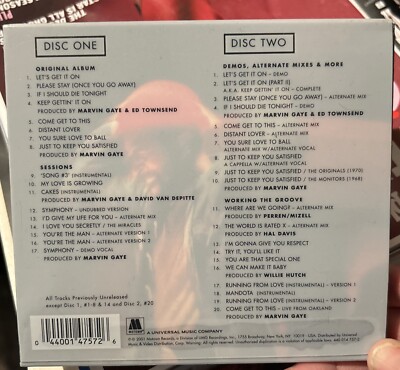 DISC ONE
ORIGINAL ALBUM
1. LET'S GET IT ON
2. PLEASE STAY (ONCE YOU GO AWAY)
3. IF I SHOULD DIE TONIGHT
4. KEEP GETTIN' IT ON
PRODUCED BY MARVIN GAYE & ED TOWNSEND
5. COME GET TO THIS
6. DISTANT LOVER
7. YOU SURE LOVE TO BALL
8. JUST TO KEEP YOU SATISFIED
PRODUCED BY MARVIN GAYE
SESSIONS
9. "SONG #3" (INSTRUMENTAL)
10. MY LOVE IS GROWING
11. CAKES (INSTRUMENTAL)
PRODUCED BY MARVIN GAYE & DAVID VAN DEPITTE
12. SYMPHONY – UNDUBBED VERSION
13. I'D GIVE MY LIFE FOR YOU – ALTERNATE MIX
14. I LOVE YOU SECRETLY / THE MIRACLES
15. YOU'RE THE MAN – ALTERNATE VERSION 1
16. YOU'RE THE MAN – ALTERNATE VERSION 2
17. SYMPHONY – DEMO VOCAL
PRODUCED BY MARVIN GAYE
All Tracks Previously Unreleased
except Disc 1, #1-8 & 14 and Disc 2, #20
DISC TWO
DEMOS, ALTERNATE MIXES & MORE
1. LET'S GET IT ON – DEMO
2. LET'S GET IT ON (PART II)
A.K.A. KEEP GETTIN' IT ON – COMPLETE
3. PLEASE STAY (ONCE YOU GO AWAY) – ALTERNATE MIX
4. IF I SHOULD DIE TONIGHT – DEMO
PRODUCED BY MARVIN GAYE & ED TOWNSEND
5. COME GET TO THIS – ALTERNATE MIX
6. DISTANT LOVER – ALTERNATE MIX
7. YOU SURE LOVE TO BALL
ALTERNATE MIX W/ALTERNATE VOCAL
8. JUST TO KEEP YOU SATISFIED
A CAPPELLA W/ALTERNATE VOCAL
9. JUST TO KEEP YOU SATISFIED / THE ORIGINALS (1970)
10. JUST TO KEEP YOU SATISFIED / THE MONITORS (1968)
PRODUCED BY MARVIN GAYE
WORKING THE GROOVE
11. WHERE ARE WE GOING? – ALTERNATE MIX
PRODUCED BY PERREN/MIZELL
12. THE WORLD IS RATED X – ALTERNATE MIX
PRODUCED BY HAL DAVIS
13. I'M GONNA GIVE YOU RESPECT
14. TRY IT, YOU'LL LIKE IT
15. YOU ARE THAT SPECIAL ONE
16. WE CAN MAKE IT BABY
PRODUCED BY WILLIE HUTCH
17. RUNNING FROM LOVE (INSTRUMENTAL) – VERSION 1
18. MANDOTA (INSTRUMENTAL)
19. RUNNING FROM LOVE (INSTRUMENTAL) – VERSION 2
20. COME GET TO THIS – LIVE FROM OAKLAND
PRODUCED BY MARVIN GAYE
0 44001 47572 6
MOTOWN
A UNIVERSAL MUSIC COMPANY